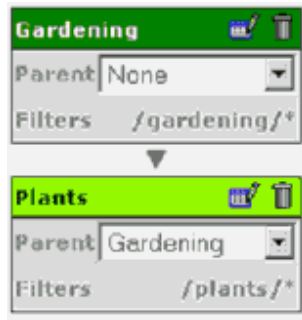 Gardening
Parent None
Filters /gardening/*
Plants
Parent Gardening
Filters /plants/*